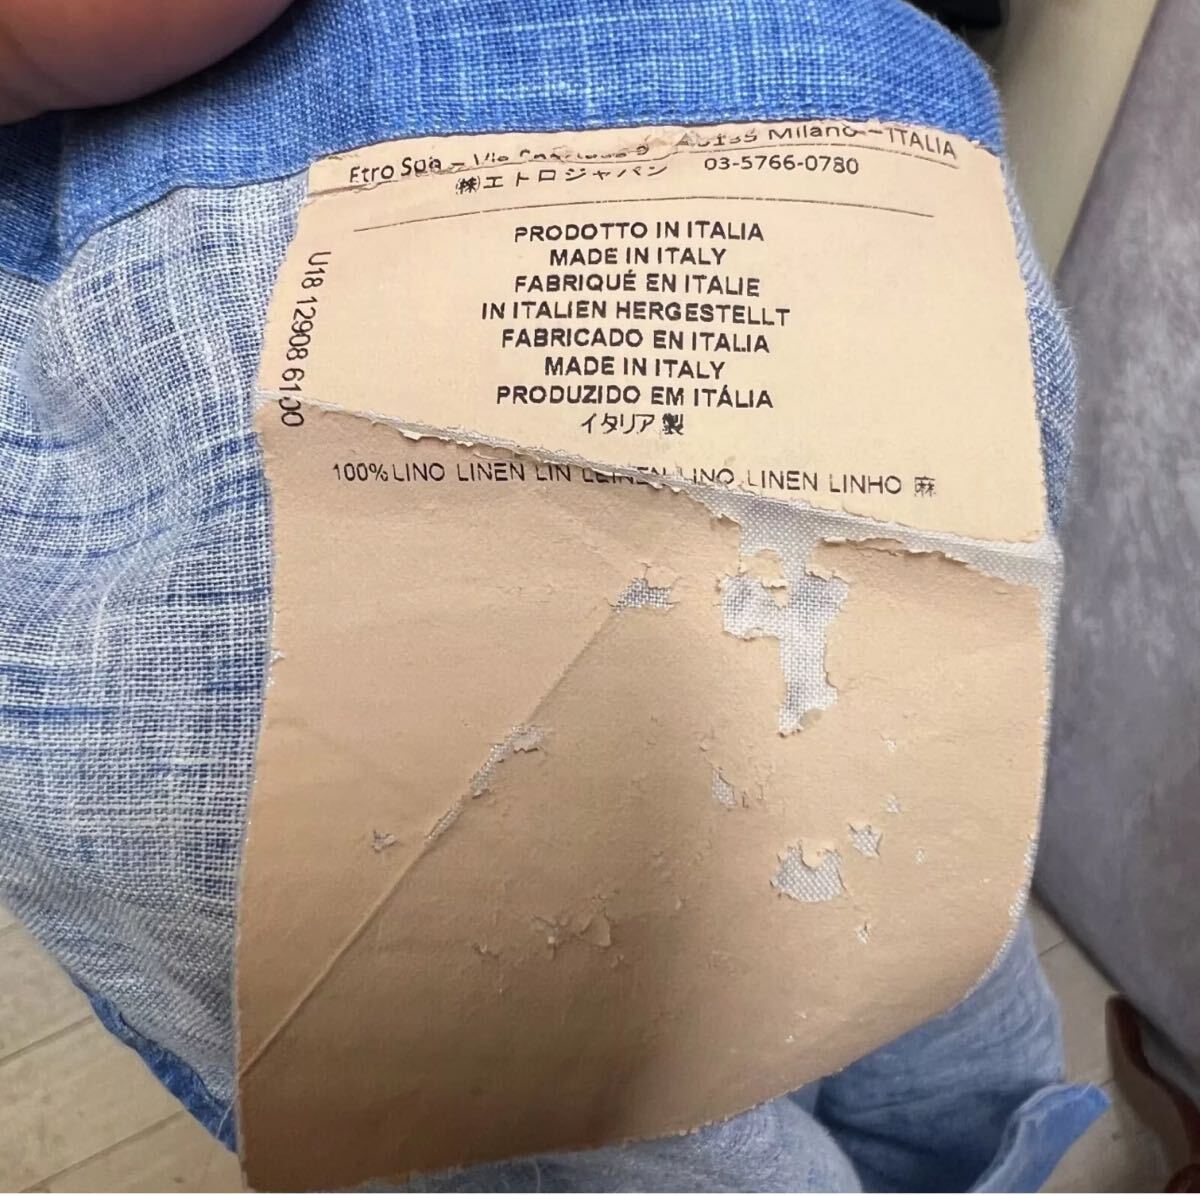 Etro Spa – Milano – ITALIA
㈱エトロジャパン 03-5766-0780
PRODOTTO IN ITALIA
MADE IN ITALY
FABRIQUÉ EN ITALIE
IN ITALIEN HERGESTELLT
FABRICADO EN ITALIA
MADE IN ITALY
PRODUZIDO EM ITÁLIA
イタリア製
100% LINO LINEN LIN LEINEN LINO LINEN LINHO 麻
U18 12908 6100